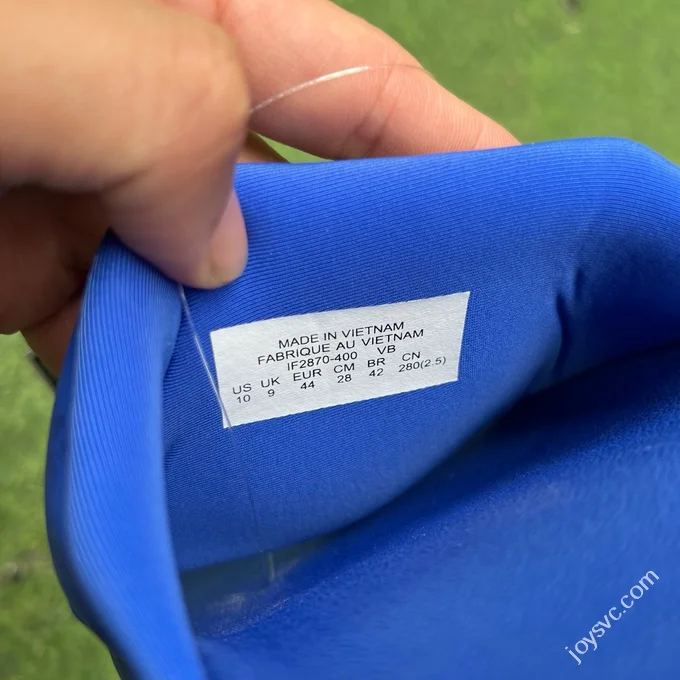 MADE IN VIETNAM
FABRIQUE AU VIETNAM
IF2870-400 VB
US UK EUR CM BR CN
10 9 44 28 42 280(2.5)
joysvc.com